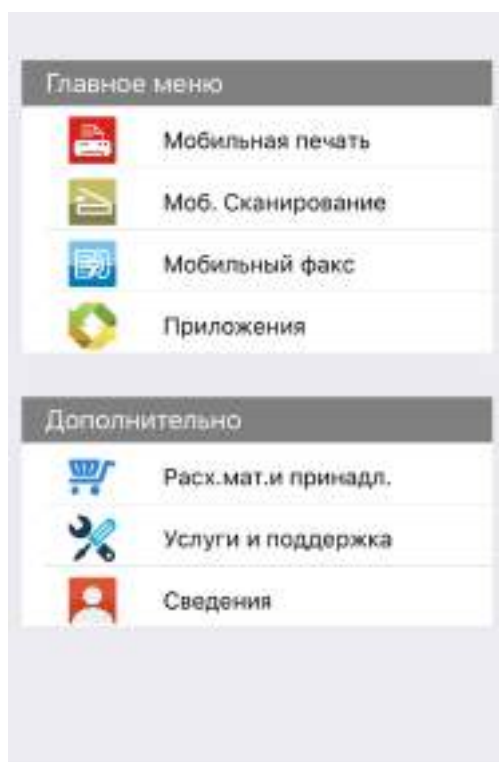 Главное меню
Мобильная печать
Моб. Сканирование
Мобильный факс
Приложения
Дополнительно
Расх.мат.и принадл.
Услуги и поддержка
Сведения